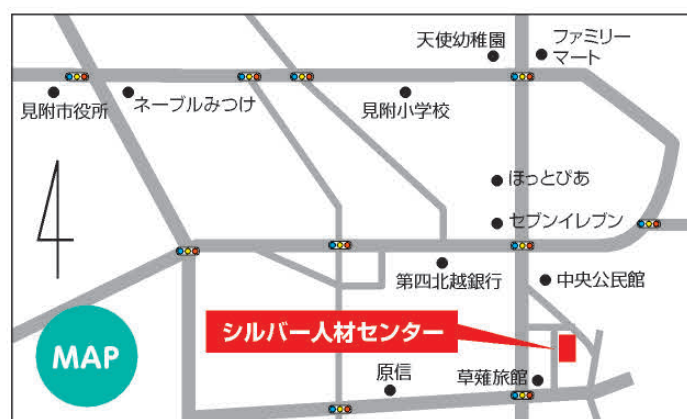 天使幼稚園
ファミリー
マート
見附市役所
ネーブルみつけ
見附小学校
ほっとぴあ
セブンイレブン
第四北越銀行
中央公民館
シルバー人材センター
MAP
原信
草薙旅館